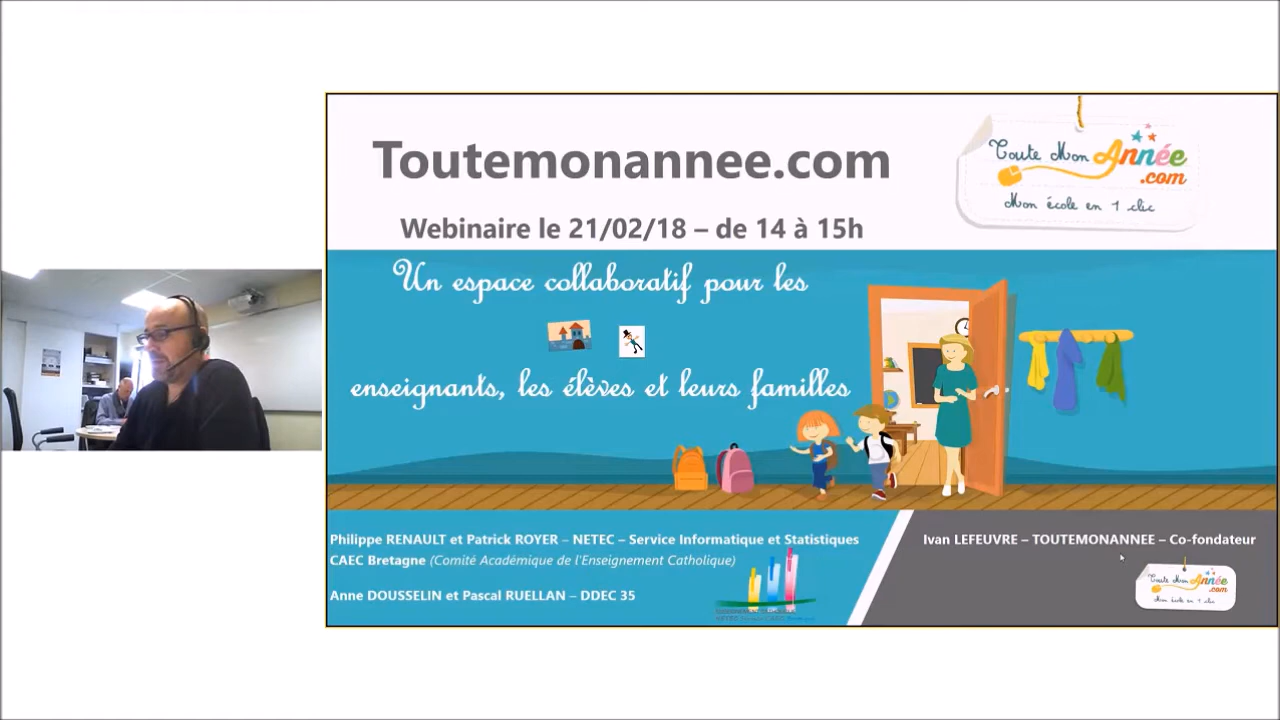 Toutemonannee.com
Webinaire le 21/02/18 – de 14 à 15h
Toute Mon Année
.com
Mon école en 1 clic
Un espace collaboratif pour les
enseignants, les élèves et leurs familles
Philippe RENAULT et Patrick ROYER – NETEC – Service Informatique et Statistiques
CAEC Bretagne (Comité Académique de l'Enseignement Catholique)
Anne DOUSSELIN et Pascal RUELLAN – DDEC 35
Ivan LEFEUVRE – TOUTEMONANNEE – Co-fondateur
Toute Mon Année
.com
Mon école en 1 clic